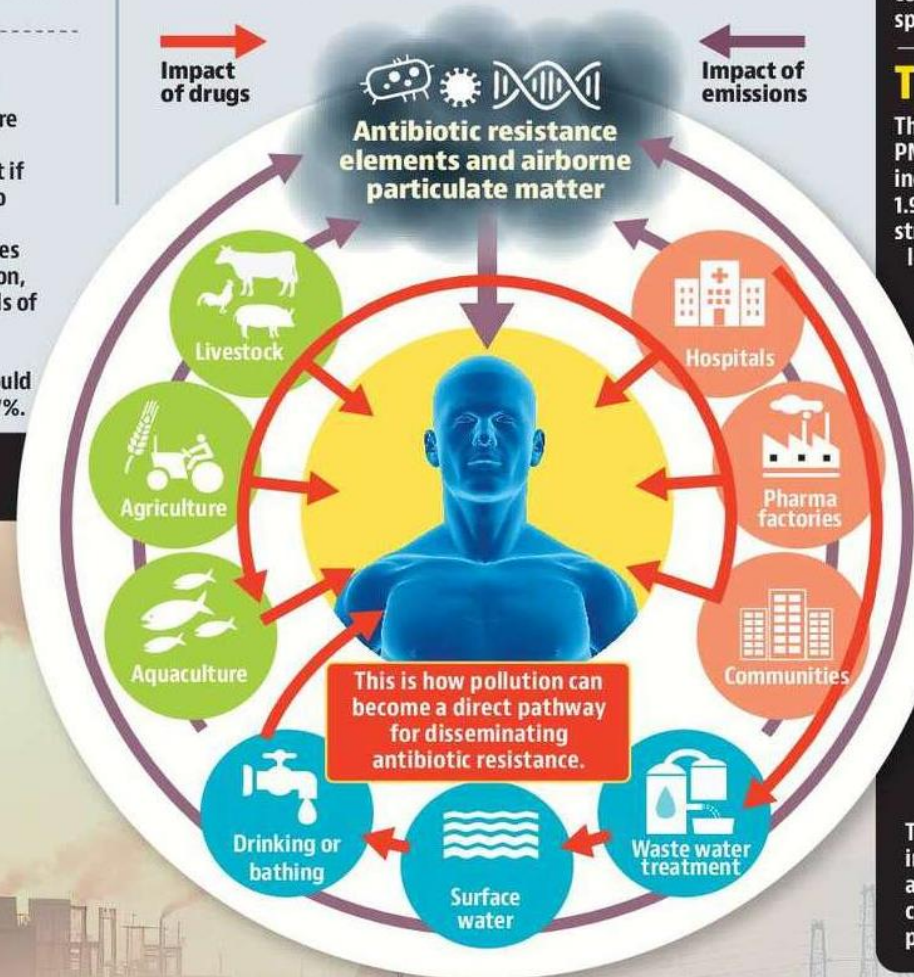 Impact
of drugs
Impact of
emissions
Antibiotic resistance
elements and airborne
particulate matter
Livestock
Hospitals
Agriculture
Pharma
factories
Aquaculture
Communities
This is how pollution can
become a direct pathway
for disseminating
antibiotic resistance.
Drinking or
bathing
Surface
water
Waste water
treatment
t if
%.